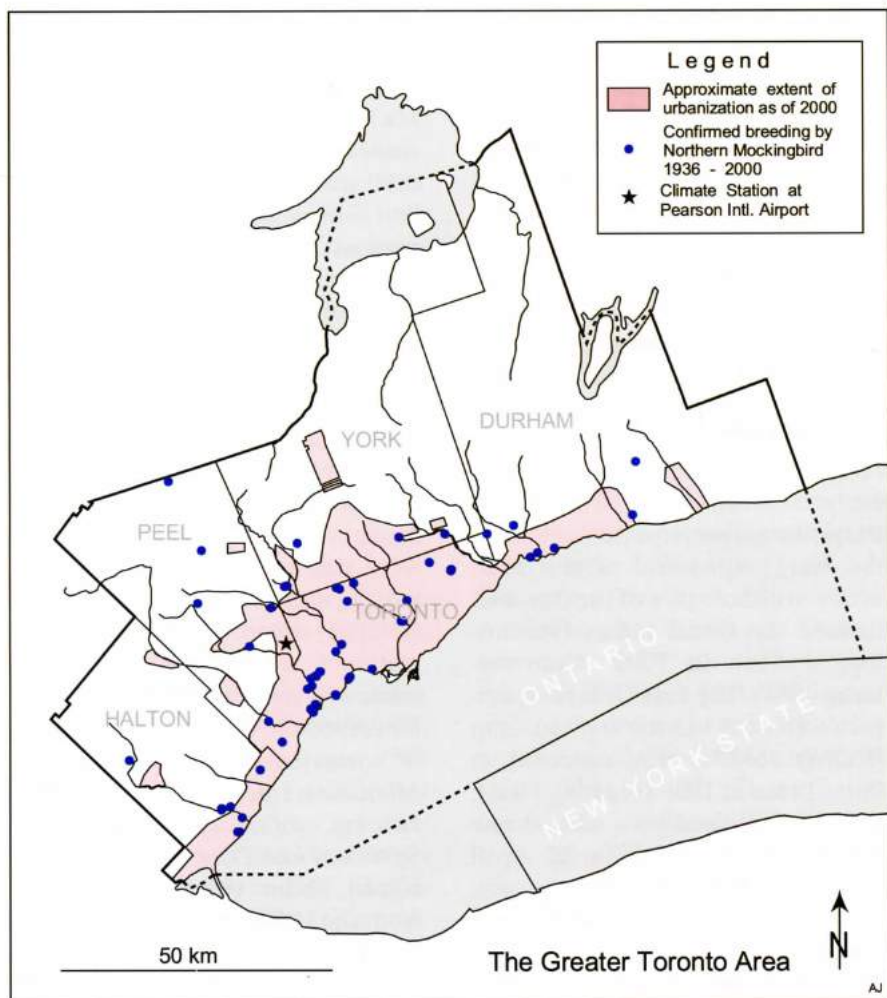 Legend
Approximate extent of
urbanization as of 2000
Confirmed breeding by
Northern Mockingbird
1936 - 2000
Climate Station at
Pearson Intl. Airport
DURHAM
YORK
PEEL
TORONTO
HALTON
ONTARIO
NEW YORK STATE
50 km
The Greater Toronto Area
N
AJ